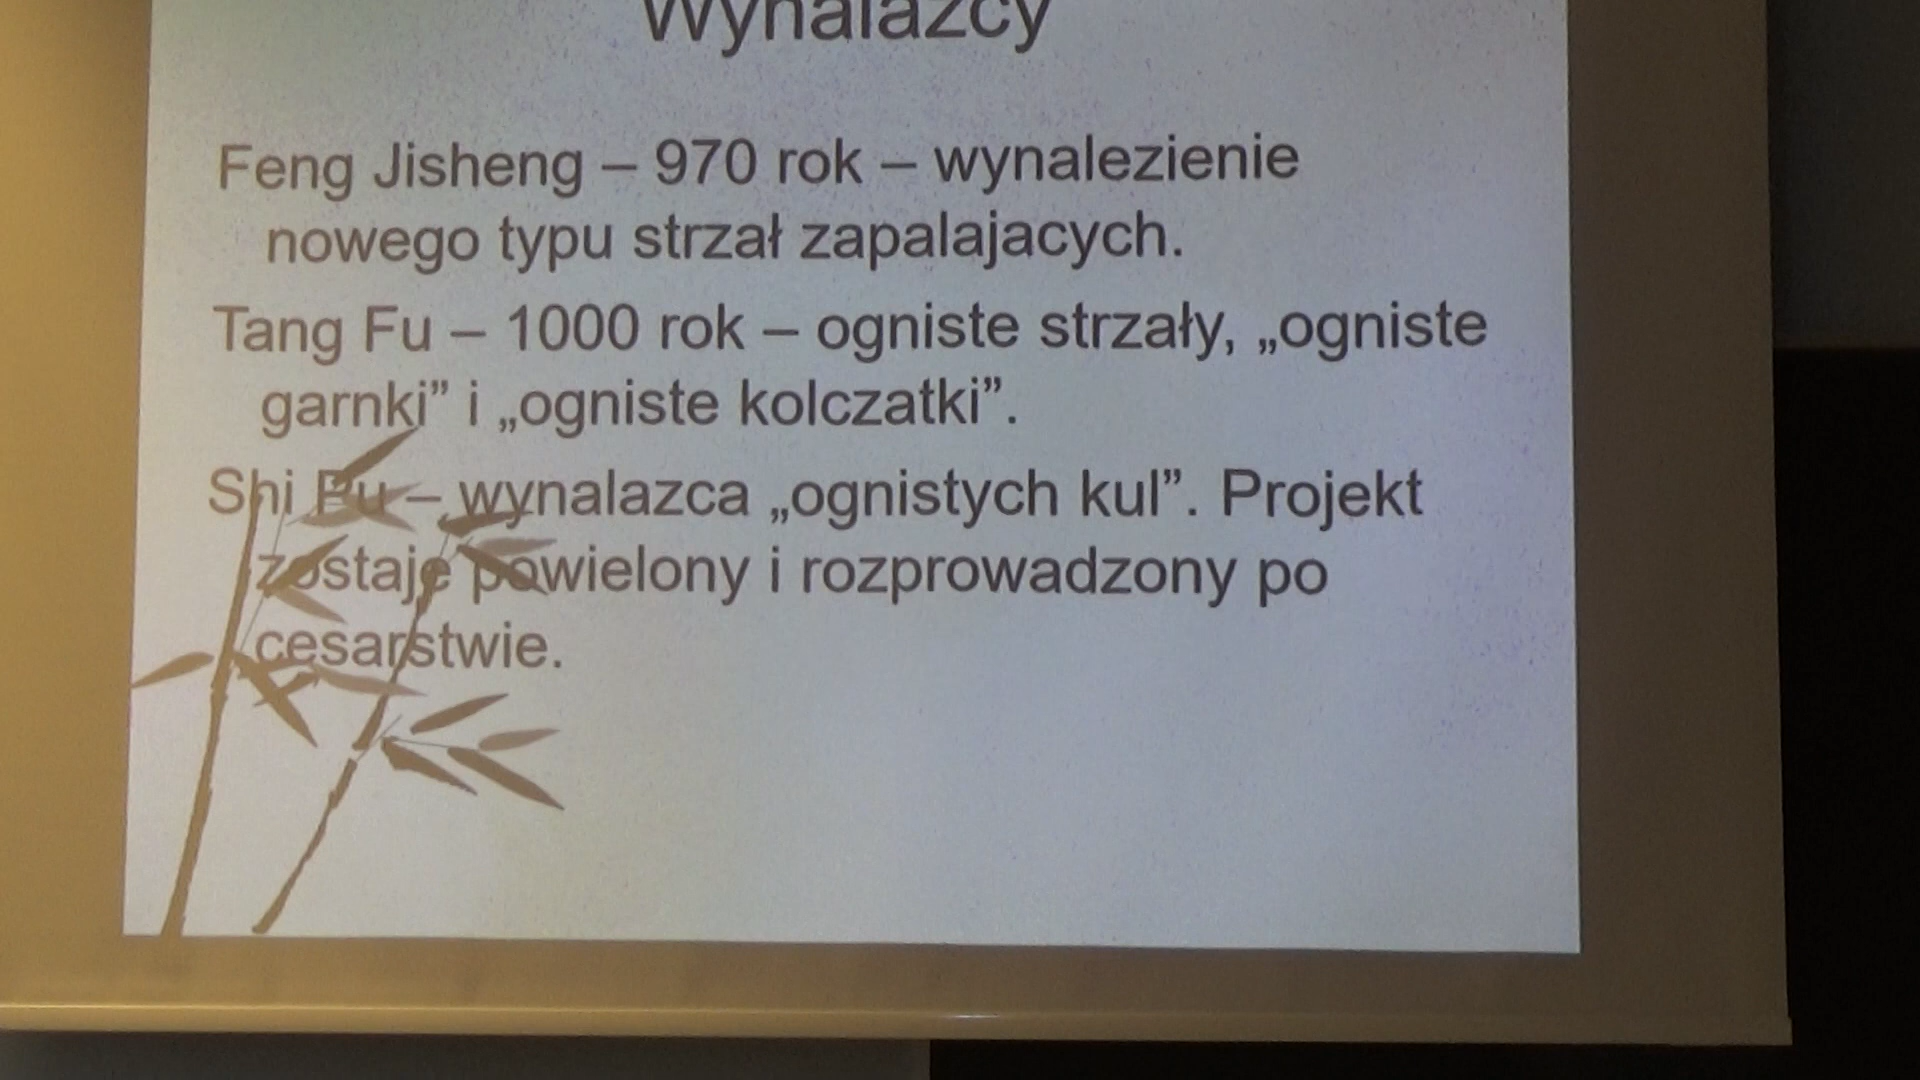 Wynalazcy
Feng Jisheng – 970 rok – wynalezienie
nowego typu strzał zapalajacych.
Tang Fu – 1000 rok – ogniste strzały, „ogniste
garnki” i „ogniste kolczatki”.
Shi Pu – wynalazca „ognistych kul”. Projekt
zostaje powielony i rozprowadzony po
cesarstwie.